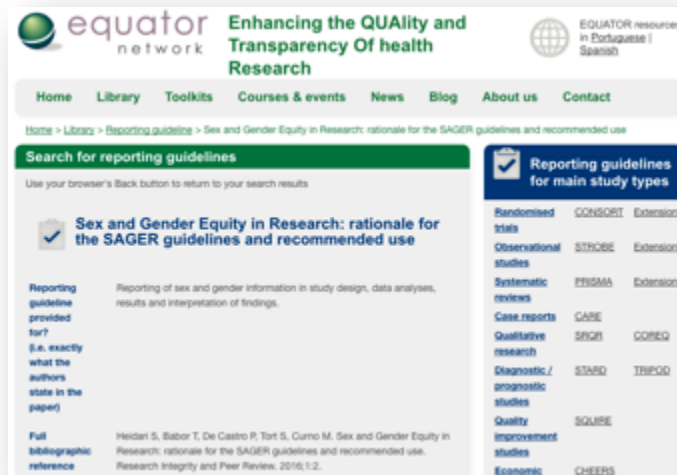 equator
network
Enhancing the QUAlity and
Transparency Of health
Research
EQUATOR resources
in Portuguese |
Spanish
Home Library Toolkits Courses & events News Blog About us Contact
Home > Library > Reporting guideline > Sex and Gender Equity in Research: rationale for the SAGER guidelines and recommended use
Search for reporting guidelines
Use your browser's Back button to return to your search results
Sex and Gender Equity in Research: rationale for
the SAGER guidelines and recommended use
Reporting
guideline
provided
for?
(i.e. exactly
what the
authors
state in the
paper)
Reporting of sex and gender information in study design, data analyses,
results and interpretation of findings.
Full
bibliographic
reference
Heidari S, Babor T, De Castro P, Tort S, Curno M. Sex and Gender Equity in
Research: rationale for the SAGER guidelines and recommended use.
Research Integrity and Peer Review. 2016;1:2.
Reporting guidelines
for main study types
Randomised
trials
CONSORT Extension
Observational
studies
STROBE Extension
Systematic
reviews
PRISMA Extension
Case reports CARE
Qualitative
research
SRQR COREQ
Diagnostic /
prognostic
studies
STARD TRIPOD
Quality
improvement
studies
SQUIRE
Economic CHEERS